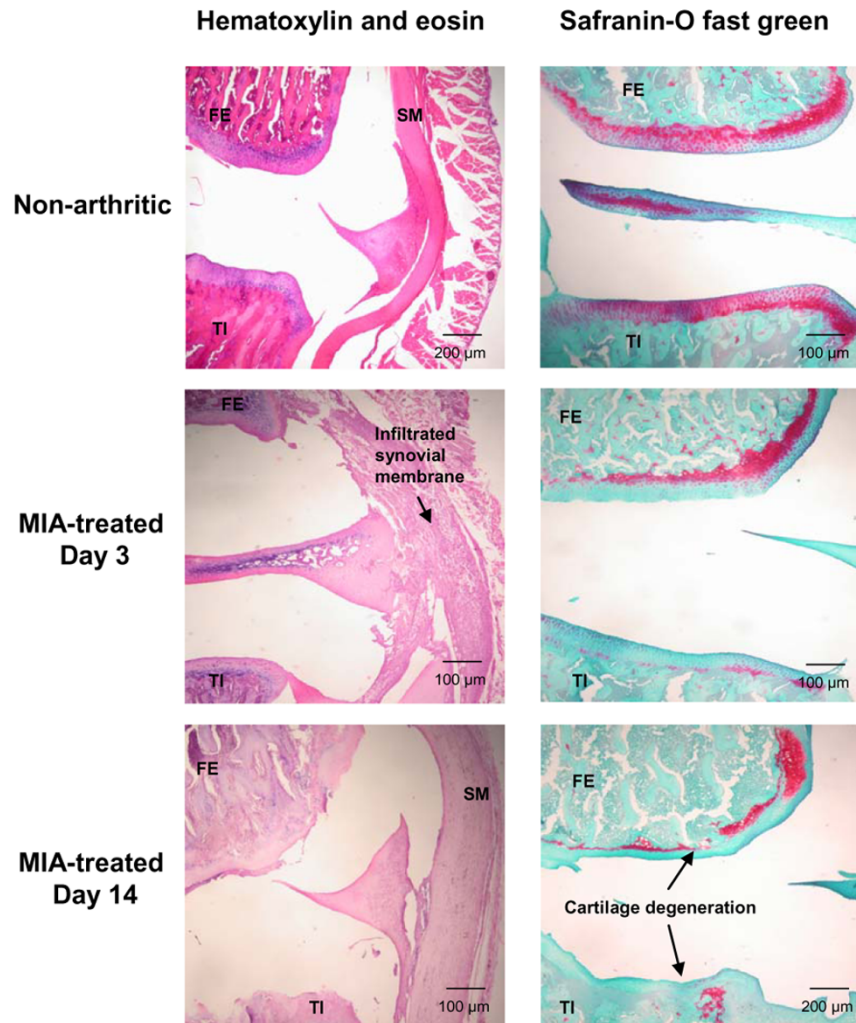 Hematoxylin and eosin
Safranin-O fast green
Non-arthritic
FE
SM
TI
200 μm
FE
TI
100 μm
MIA-treated
Day 3
FE
Infiltrated
synovial
membrane
TI
100 μm
FE
TI
100 μm
MIA-treated
Day 14
FE
SM
TI
100 μm
FE
Cartilage degeneration
TI
200 μm